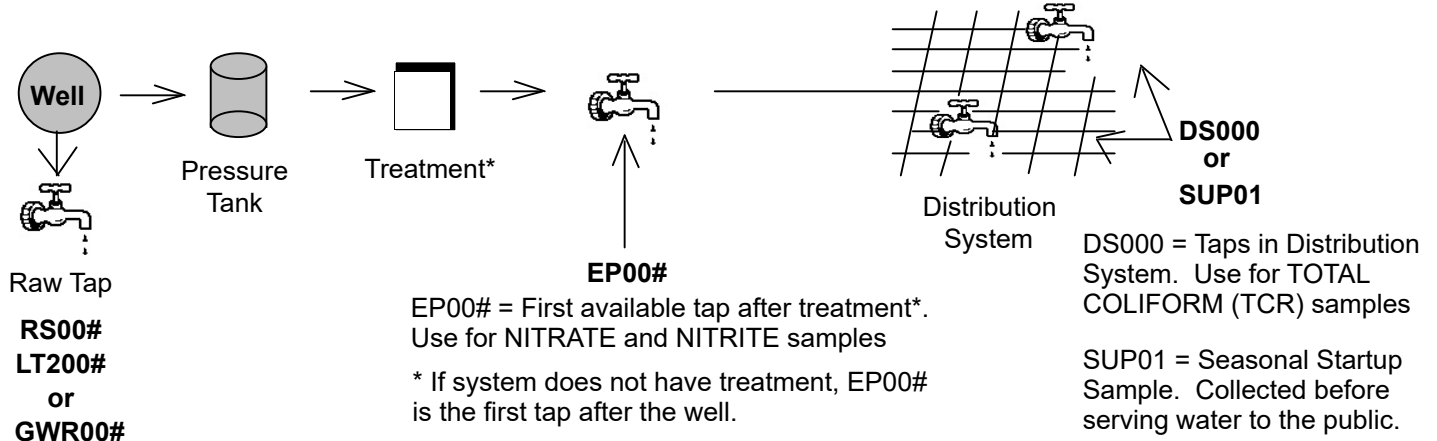 Well
Pressure
Tank
Treatment*
Raw Tap
RS00#
LT200#
or
GWR00#
EP00#
EP00# = First available tap after treatment*.
Use for NITRATE and NITRITE samples
* If system does not have treatment, EP00#
is the first tap after the well.
Distribution
System
DS000
or
SUP01
DS000 = Taps in Distribution
System. Use for TOTAL
COLIFORM (TCR) samples
SUP01 = Seasonal Startup
Sample. Collected before
serving water to the public.